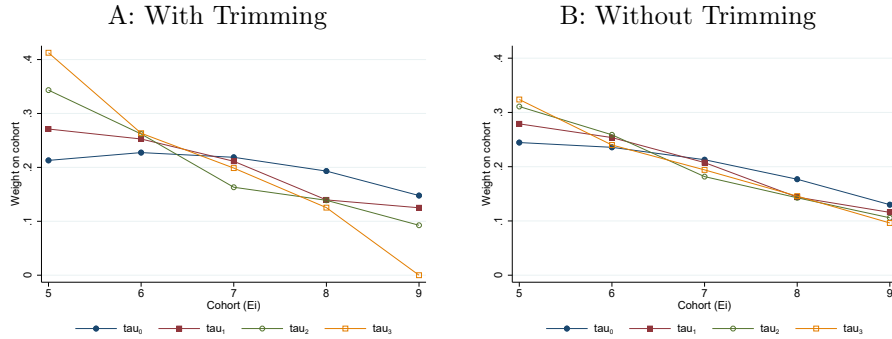 A: With Trimming
.4
.3
.2
.1
0
Weight on cohort
5 6 7 8 9
Cohort (Ei)
tau₀ tau₁ tau₂ tau₃
B: Without Trimming
.4
.3
.2
.1
0
Weight on cohort
5 6 7 8 9
Cohort (Ei)
tau₀ tau₁ tau₂ tau₃